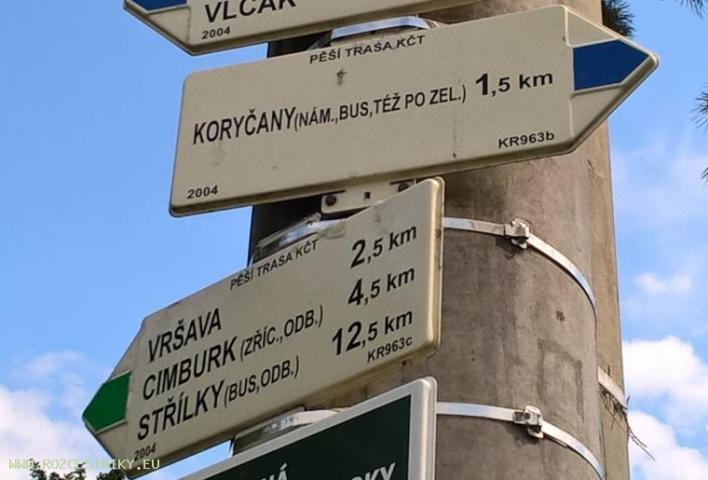 VLČÁK
2004
PĚŠÍ TRASA KČT
KORYČANY (NÁM.,BUS,TÉŽ PO ZEL.) 1,5 km
2004 KR963b
PĚŠÍ TRASA KČT
VRŠAVA 2,5 km
CIMBURK (ZŘÍC.,ODB.) 4,5 km
STŘÍLKY (BUS,ODB.) 12,5 km
2004 KR963c
WWW.ROZCESTNIKY.EU